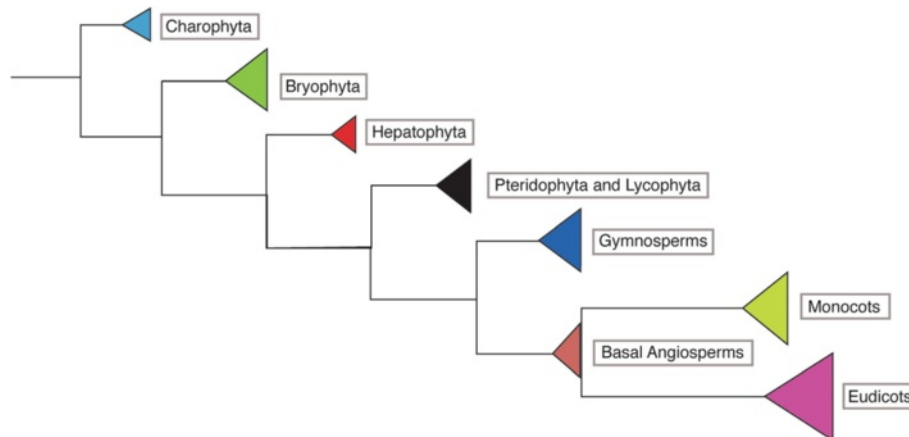 Charophyta
Bryophyta
Hepatophyta
Pteridophyta and Lycophyta
Gymnosperms
Monocots
Basal Angiosperms
Eudicots